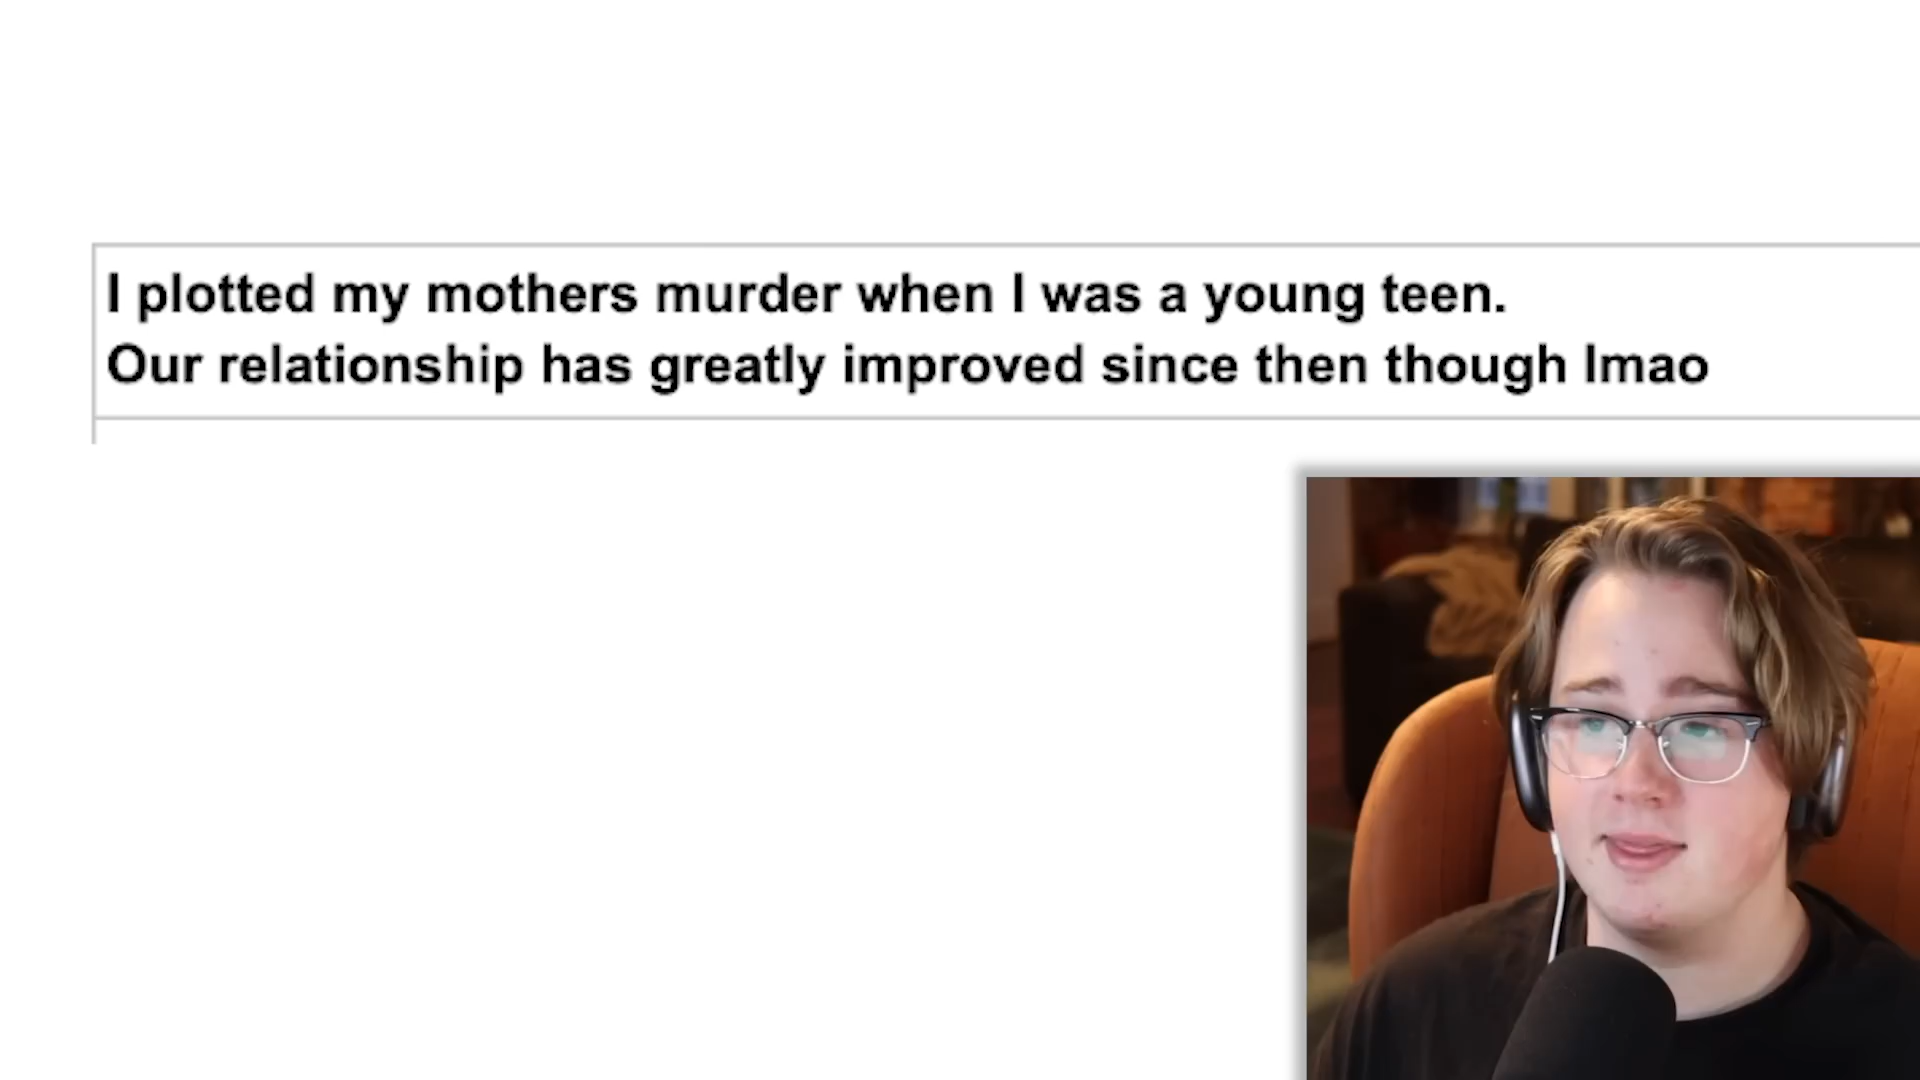 I plotted my mothers murder when I was a young teen.
Our relationship has greatly improved since then though lmao